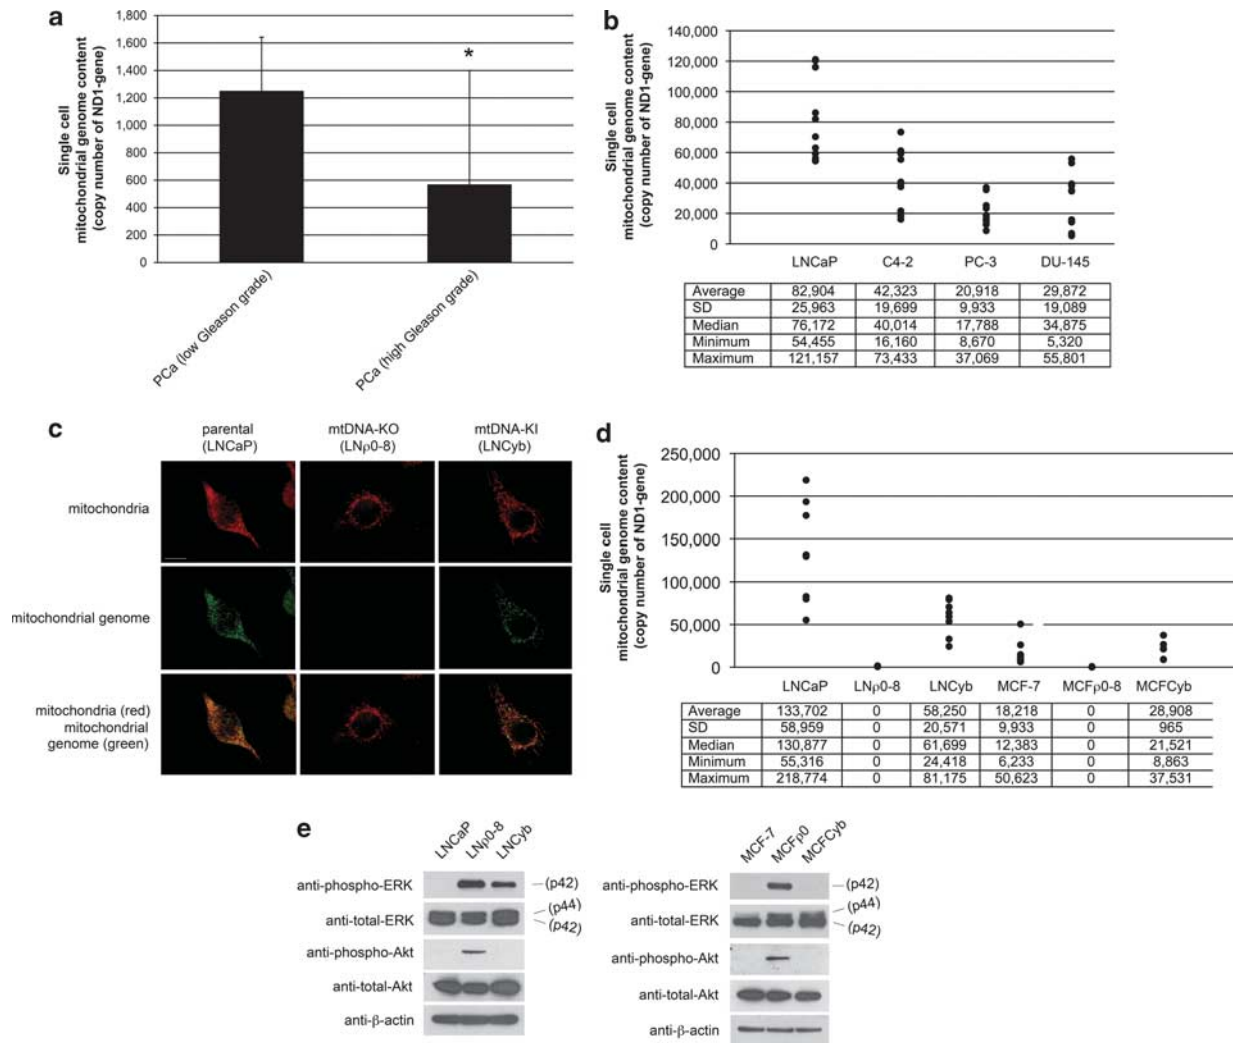 a
Single cell
mitochondrial genome content
(copy number of ND1-gene)
1,800
1,600
1,400
1,200
1,000
800
600
400
200
0
*
PCa (low Gleason grade)
PCa (high Gleason grade)
b
Single cell
mitochondrial genome content
(copy number of ND1-gene)
140,000
120,000
100,000
80,000
60,000
40,000
20,000
0
LNCaP C4-2 PC-3 DU-145
Average 82,904 42,323 20,918 29,872
SD 25,963 19,699 9,933 19,089
Median 76,172 40,014 17,788 34,875
Minimum 54,455 16,160 8,670 5,320
Maximum 121,157 73,433 37,069 55,801
c
parental
(LNCaP)
mtDNA-KO
(LNρ0-8)
mtDNA-KI
(LNCyb)
mitochondria
mitochondrial genome
mitochondria (red)
mitochondrial
genome (green)
d
Single cell
mitochondrial genome content
(copy number of ND1-gene)
250,000
200,000
150,000
100,000
50,000
0
LNCaP LNρ0-8 LNCyb MCF-7 MCFρ0-8 MCFCyb
Average 133,702 0 58,250 18,218 0 28,908
SD 58,959 0 20,571 9,933 0 965
Median 130,877 0 61,699 12,383 0 21,521
Minimum 55,316 0 24,418 6,233 0 8,863
Maximum 218,774 0 81,175 50,623 0 37,531
e
LNCaP
LNρ0-8
LNCyb
anti-phospho-ERK (p42)
anti-total-ERK (p44)
(p42)
anti-phospho-Akt
anti-total-Akt
anti-β-actin
MCF-7
MCFρ0
MCFCyb
anti-phospho-ERK (p42)
anti-total-ERK (p44)
(p42)
anti-phospho-Akt
anti-total-Akt
anti-β-actin